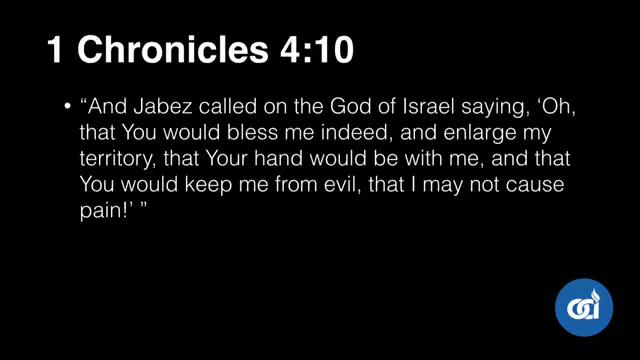 1 Chronicles 4:10
• “And Jabez called on the God of Israel saying, ‘Oh,
that You would bless me indeed, and enlarge my
territory, that Your hand would be with me, and that
You would keep me from evil, that I may not cause
pain!’ ”
OCI